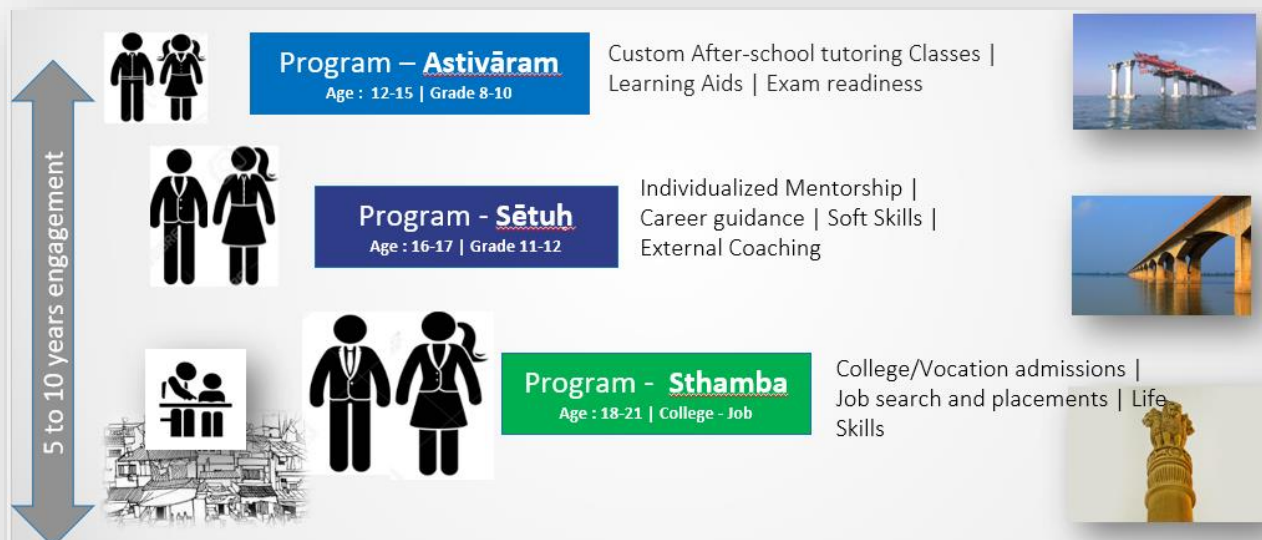 Program – Astivāram
Age : 12-15 | Grade 8-10
Custom After-school tutoring Classes |
Learning Aids | Exam readiness
5 to 10 years engagement
Program - Sētuḥ
Age : 16-17 | Grade 11-12
Individualized Mentorship |
Career guidance | Soft Skills |
External Coaching
Program - Sthamba
Age : 18-21 | College - Job
College/Vocation admissions |
Job search and placements | Life
Skills